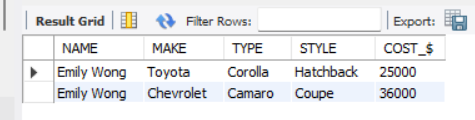 Result Grid Filter Rows: Export:
NAME MAKE TYPE STYLE COST_$
Emily Wong Toyota Corolla Hatchback 25000
Emily Wong Chevrolet Camaro Coupe 36000